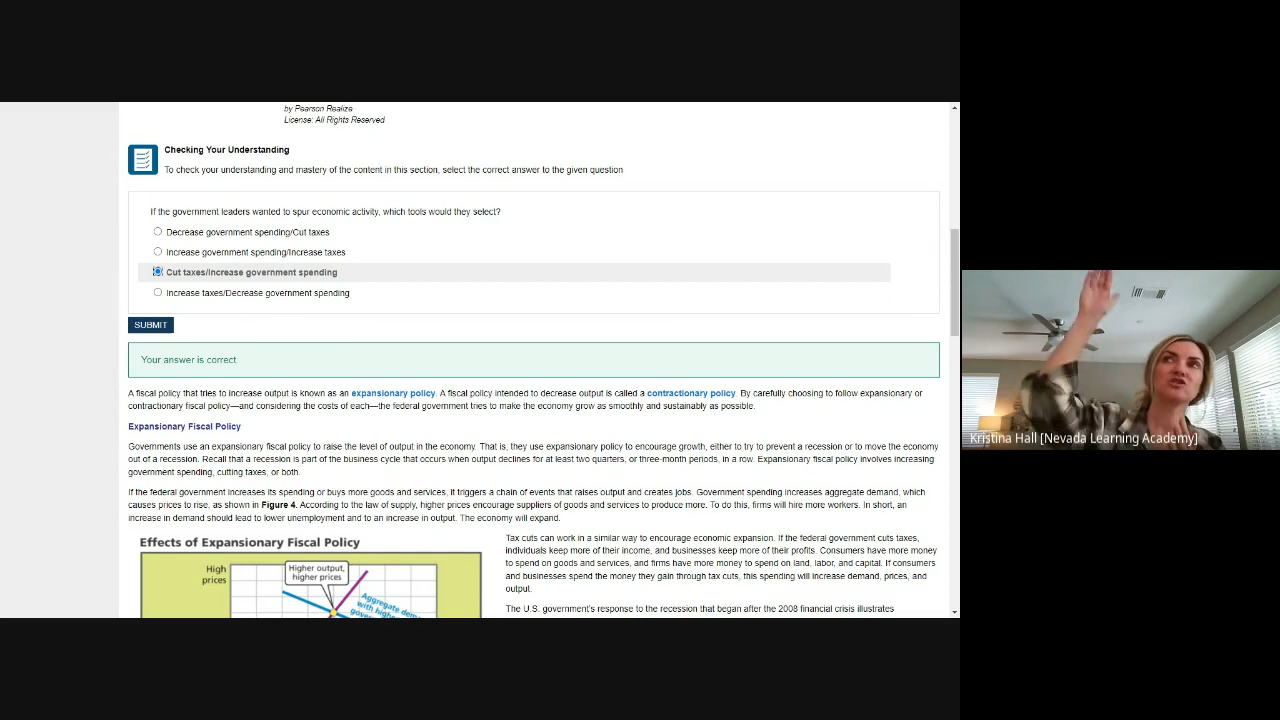 by Pearson Realize
License: All Rights Reserved
Checking Your Understanding
To check your understanding and mastery of the content in this section, select the correct answer to the given question
If the government leaders wanted to spur economic activity, which tools would they select?
Decrease government spending/Cut taxes
Increase government spending/Increase taxes
Cut taxes/Increase government spending
Increase taxes/Decrease government spending
SUBMIT
Your answer is correct.
A fiscal policy that tries to increase output is known as an expansionary policy. A fiscal policy intended to decrease output is called a contractionary policy. By carefully choosing to follow expansionary or
contractionary fiscal policy—and considering the costs of each—the federal government tries to make the economy grow as smoothly and sustainably as possible.
Expansionary Fiscal Policy
Governments use an expansionary fiscal policy to raise the level of output in the economy. That is, they use expansionary policy to encourage growth, either to try to prevent a recession or to move the economy
out of a recession. Recall that a recession is part of the business cycle that occurs when output declines for at least two quarters, or three-month periods, in a row. Expansionary fiscal policy involves increasing
government spending, cutting taxes, or both.
If the federal government increases its spending or buys more goods and services, it triggers a chain of events that raises output and creates jobs. Government spending increases aggregate demand, which
causes prices to rise, as shown in Figure 4. According to the law of supply, higher prices encourage suppliers of goods and services to produce more. To do this, firms will hire more workers. In short, an
increase in demand should lead to lower unemployment and to an increase in output. The economy will expand.
Effects of Expansionary Fiscal Policy
High
prices
Higher output,
higher prices
Aggregate
with
Tax cuts can work in a similar way to encourage economic expansion. If the federal government cuts taxes,
individuals keep more of their income, and businesses keep more of their profits. Consumers have more money
to spend on goods and services, and firms have more money to spend on land, labor, and capital. If consumers
and businesses spend the money they gain through tax cuts, this spending will increase demand, prices, and
output.
The U.S. government's response to the recession that began after the 2008 financial crisis illustrates
Kristina Hall [Nevada Learning Academy]